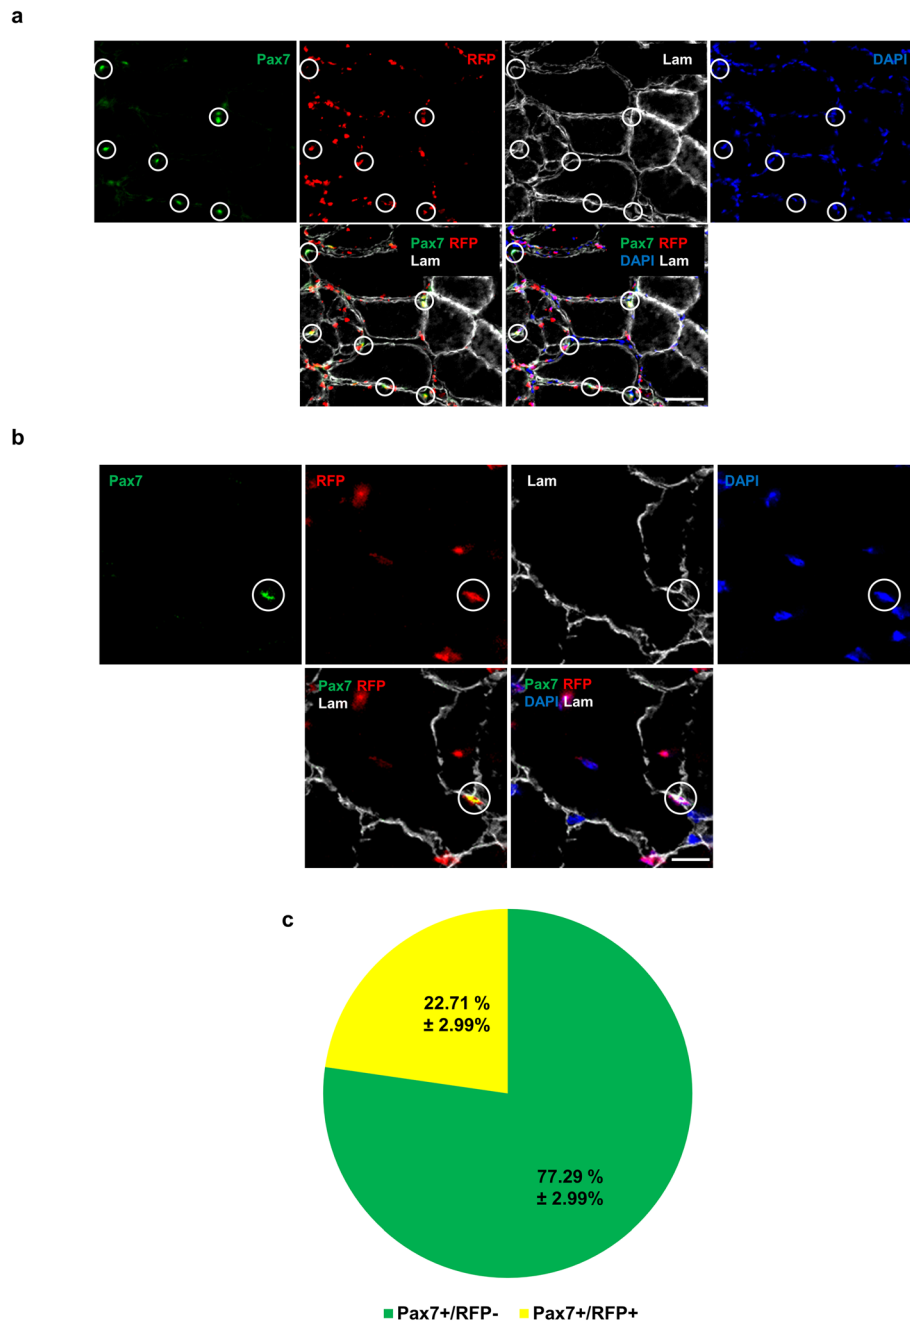 a
Pax7
RFP
Lam
DAPI
Pax7 RFP
Lam
Pax7 RFP
DAPI Lam
b
Pax7
RFP
Lam
DAPI
Pax7 RFP
Lam
Pax7 RFP
DAPI Lam
c
22.71 %
± 2.99%
77.29 %
± 2.99%
Pax7+/RFP- Pax7+/RFP+